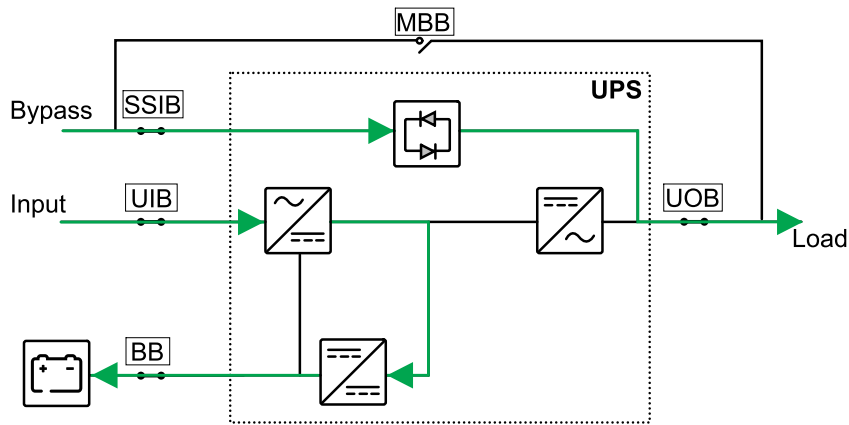 MBB
UPS
Bypass
SSIB
Input
UIB
UOB
Load
BB